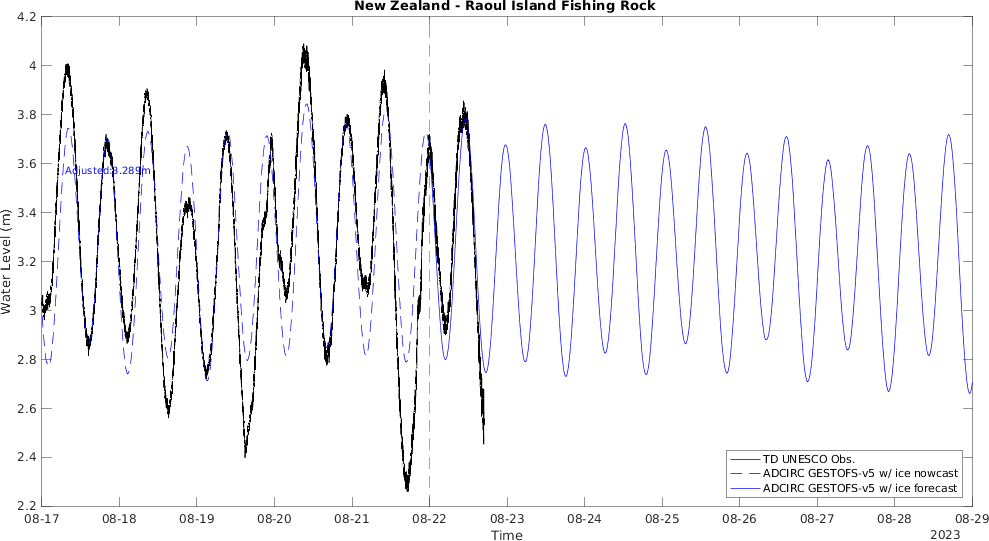 New Zealand - Raoul Island Fishing Rock
4.2
4
3.8
3.6
3.4
3.2
3
2.8
2.6
2.4
2.2
Water Level (m)
Adjusted:3.289m
TD UNESCO Obs.
ADCIRC GESTOFS-v5 w/ ice nowcast
ADCIRC GESTOFS-v5 w/ ice forecast
08-17 08-18 08-19 08-20 08-21 08-22 08-23 08-24 08-25 08-26 08-27 08-28 08-29
Time
2023